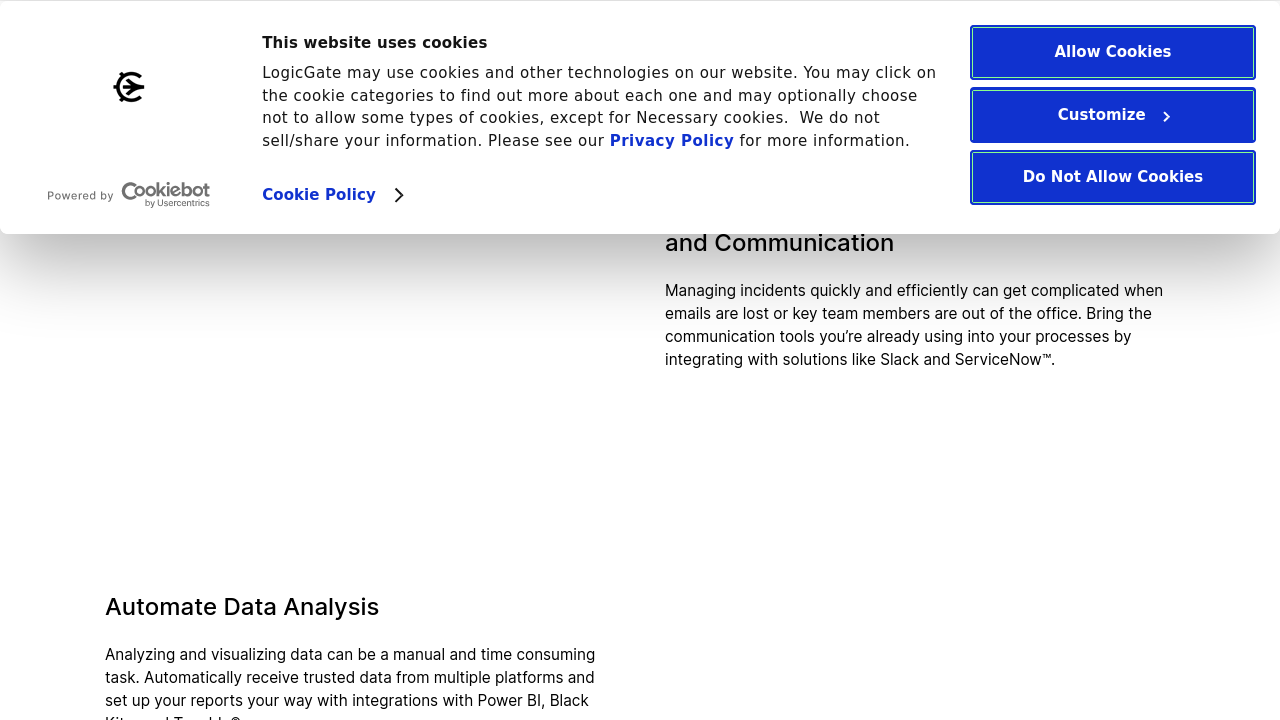 This website uses cookies
LogicGate may use cookies and other technologies on our website. You may click on
the cookie categories to find out more about each one and may optionally choose
not to allow some types of cookies, except for Necessary cookies.  We do not
sell/share your information. Please see our Privacy Policy for more information.
Powered by Cookiebot
by Usercentrics
Cookie Policy
Allow Cookies
Customize
Do Not Allow Cookies
and Communication
Managing incidents quickly and efficiently can get complicated when
emails are lost or key team members are out of the office. Bring the
communication tools you’re already using into your processes by
integrating with solutions like Slack and ServiceNow™.
Automate Data Analysis
Analyzing and visualizing data can be a manual and time consuming
task. Automatically receive trusted data from multiple platforms and
set up your reports your way with integrations with Power BI, Black